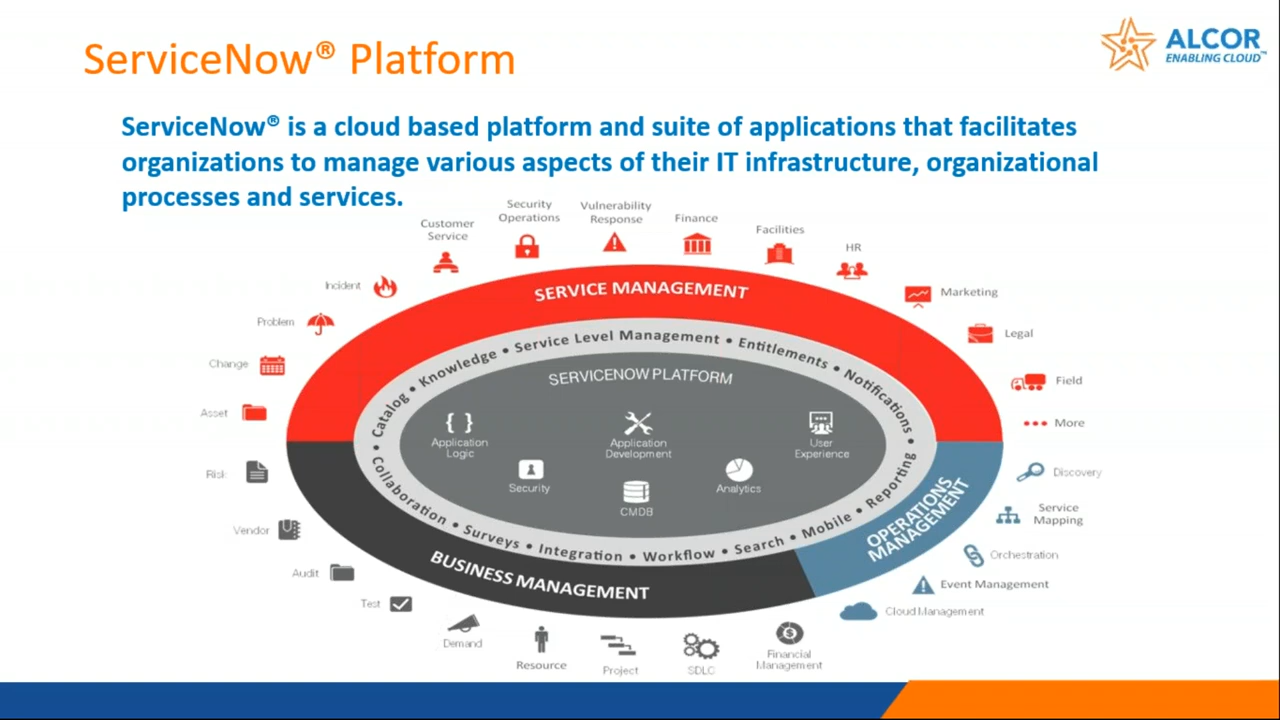 ServiceNow® Platform
ALCOR
ENABLING CLOUD™
ServiceNow® is a cloud based platform and suite of applications that facilitates
organizations to manage various aspects of their IT infrastructure, organizational
processes and services.
Customer
Service
Security
Operations
Vulnerability
Response
Finance
Facilities
HR
Marketing
Legal
Field
More
Incident
Problem
Change
Asset
SERVICE MANAGEMENT
• Catalog • Knowledge • Service Level Management • Entitlements • Notifications •
SERVICENOW PLATFORM
{ }
Application
Logic
Application
Development
User
Experience
Security
CMDB
Analytics
Collaboration • Surveys • Integration • Workflow • Search • Mobile • Reporting
OPERATIONS
MANAGEMENT
BUSINESS MANAGEMENT
Discovery
Service
Mapping
Orchestration
Event Management
Cloud Management
Risk
Vendor
Audit
Test
Demand
Resource
Project
SDLC
Financial
Management